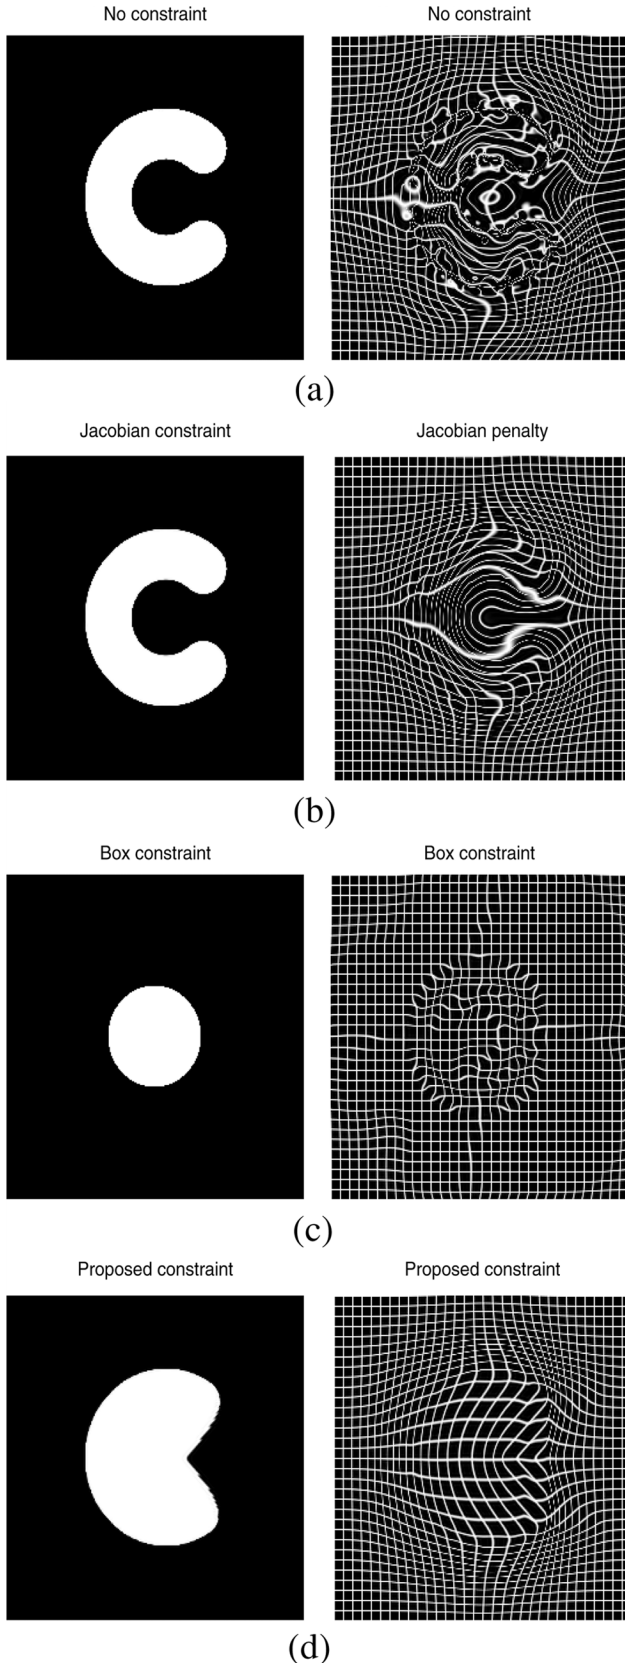 No constraint No constraint
(a)
Jacobian constraint Jacobian penalty
(b)
Box constraint Box constraint
(c)
Proposed constraint Proposed constraint
(d)